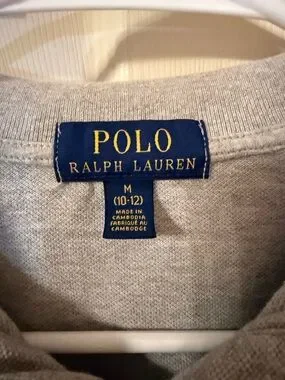 POLO
RALPH LAUREN
M
(10-12)
MADE IN
CAMBODIA
FABRIQUÉ AU
CAMBODGE